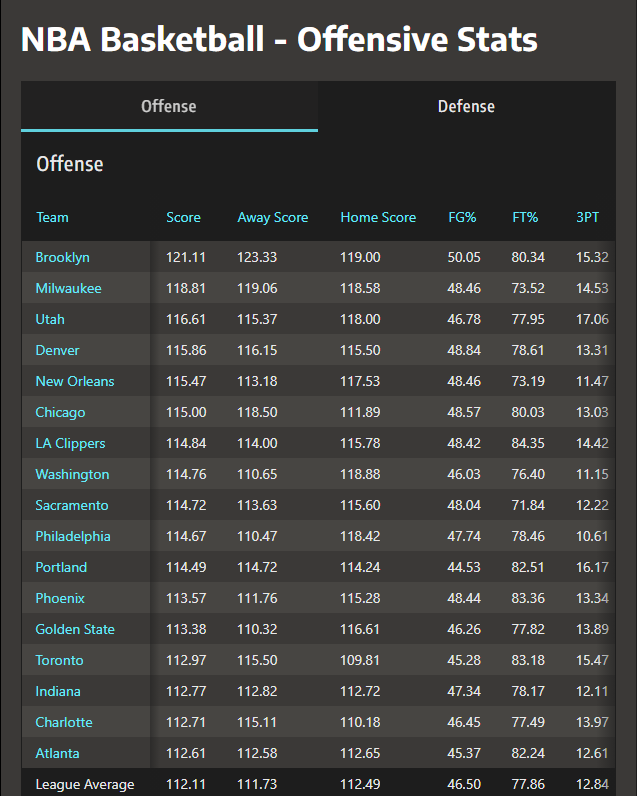 NBA Basketball - Offensive Stats
Offense Defense
Offense
Team Score Away Score Home Score FG% FT% 3PT
Brooklyn 121.11 123.33 119.00 50.05 80.34 15.32
Milwaukee 118.81 119.06 118.58 48.46 73.52 14.53
Utah 116.61 115.37 118.00 46.78 77.95 17.06
Denver 115.86 116.15 115.50 48.84 78.61 13.31
New Orleans 115.47 113.18 117.53 48.46 73.19 11.47
Chicago 115.00 118.50 111.89 48.57 80.03 13.03
LA Clippers 114.84 114.00 115.78 48.42 84.35 14.42
Washington 114.76 110.65 118.88 46.03 76.40 11.15
Sacramento 114.72 113.63 115.60 48.04 71.84 12.22
Philadelphia 114.67 110.47 118.42 47.74 78.46 10.61
Portland 114.49 114.72 114.24 44.53 82.51 16.17
Phoenix 113.57 111.76 115.28 48.44 83.36 13.34
Golden State 113.38 110.32 116.61 46.26 77.82 13.89
Toronto 112.97 115.50 109.81 45.28 83.18 15.47
Indiana 112.77 112.82 112.72 47.34 78.17 12.11
Charlotte 112.71 115.11 110.18 46.45 77.49 13.97
Atlanta 112.61 112.58 112.65 45.37 82.24 12.61
League Average 112.11 111.73 112.49 46.50 77.86 12.84